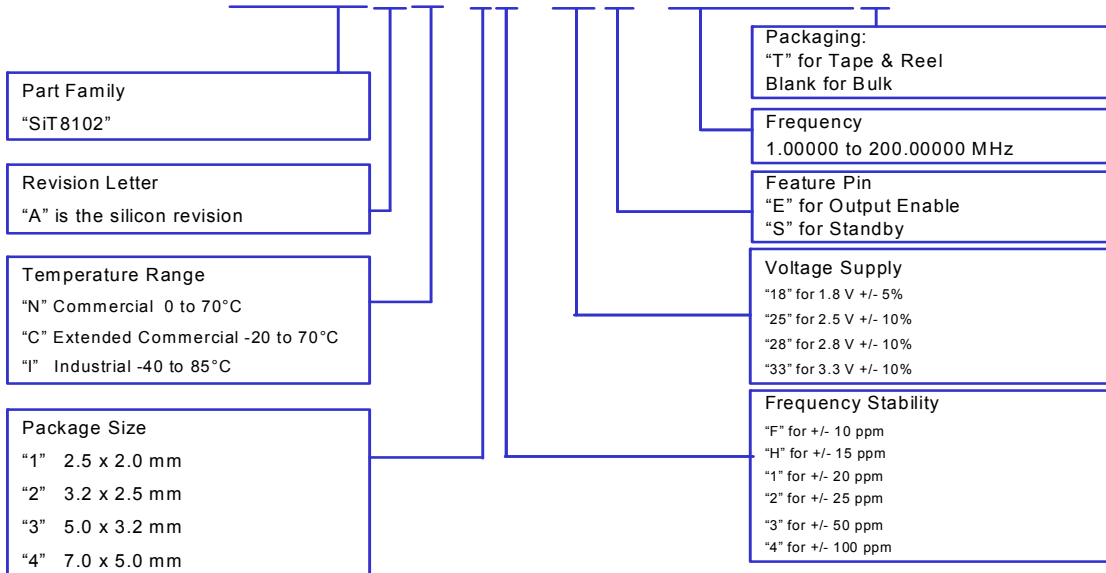 Part Family
“SiT8102”
Revision Letter
“A” is the silicon revision
Temperature Range
“N” Commercial 0 to 70°C
“C” Extended Commercial -20 to 70°C
“I” Industrial -40 to 85°C
Package Size
“1” 2.5 x 2.0 mm
“2” 3.2 x 2.5 mm
“3” 5.0 x 3.2 mm
“4” 7.0 x 5.0 mm
Packaging:
“T” for Tape & Reel
Blank for Bulk
Frequency
1.00000 to 200.00000 MHz
Feature Pin
“E” for Output Enable
“S” for Standby
Voltage Supply
“18” for 1.8 V +/- 5%
“25” for 2.5 V +/- 10%
“28” for 2.8 V +/- 10%
“33” for 3.3 V +/- 10%
Frequency Stability
“F” for +/- 10 ppm
“H” for +/- 15 ppm
“1” for +/- 20 ppm
“2” for +/- 25 ppm
“3” for +/- 50 ppm
“4” for +/- 100 ppm